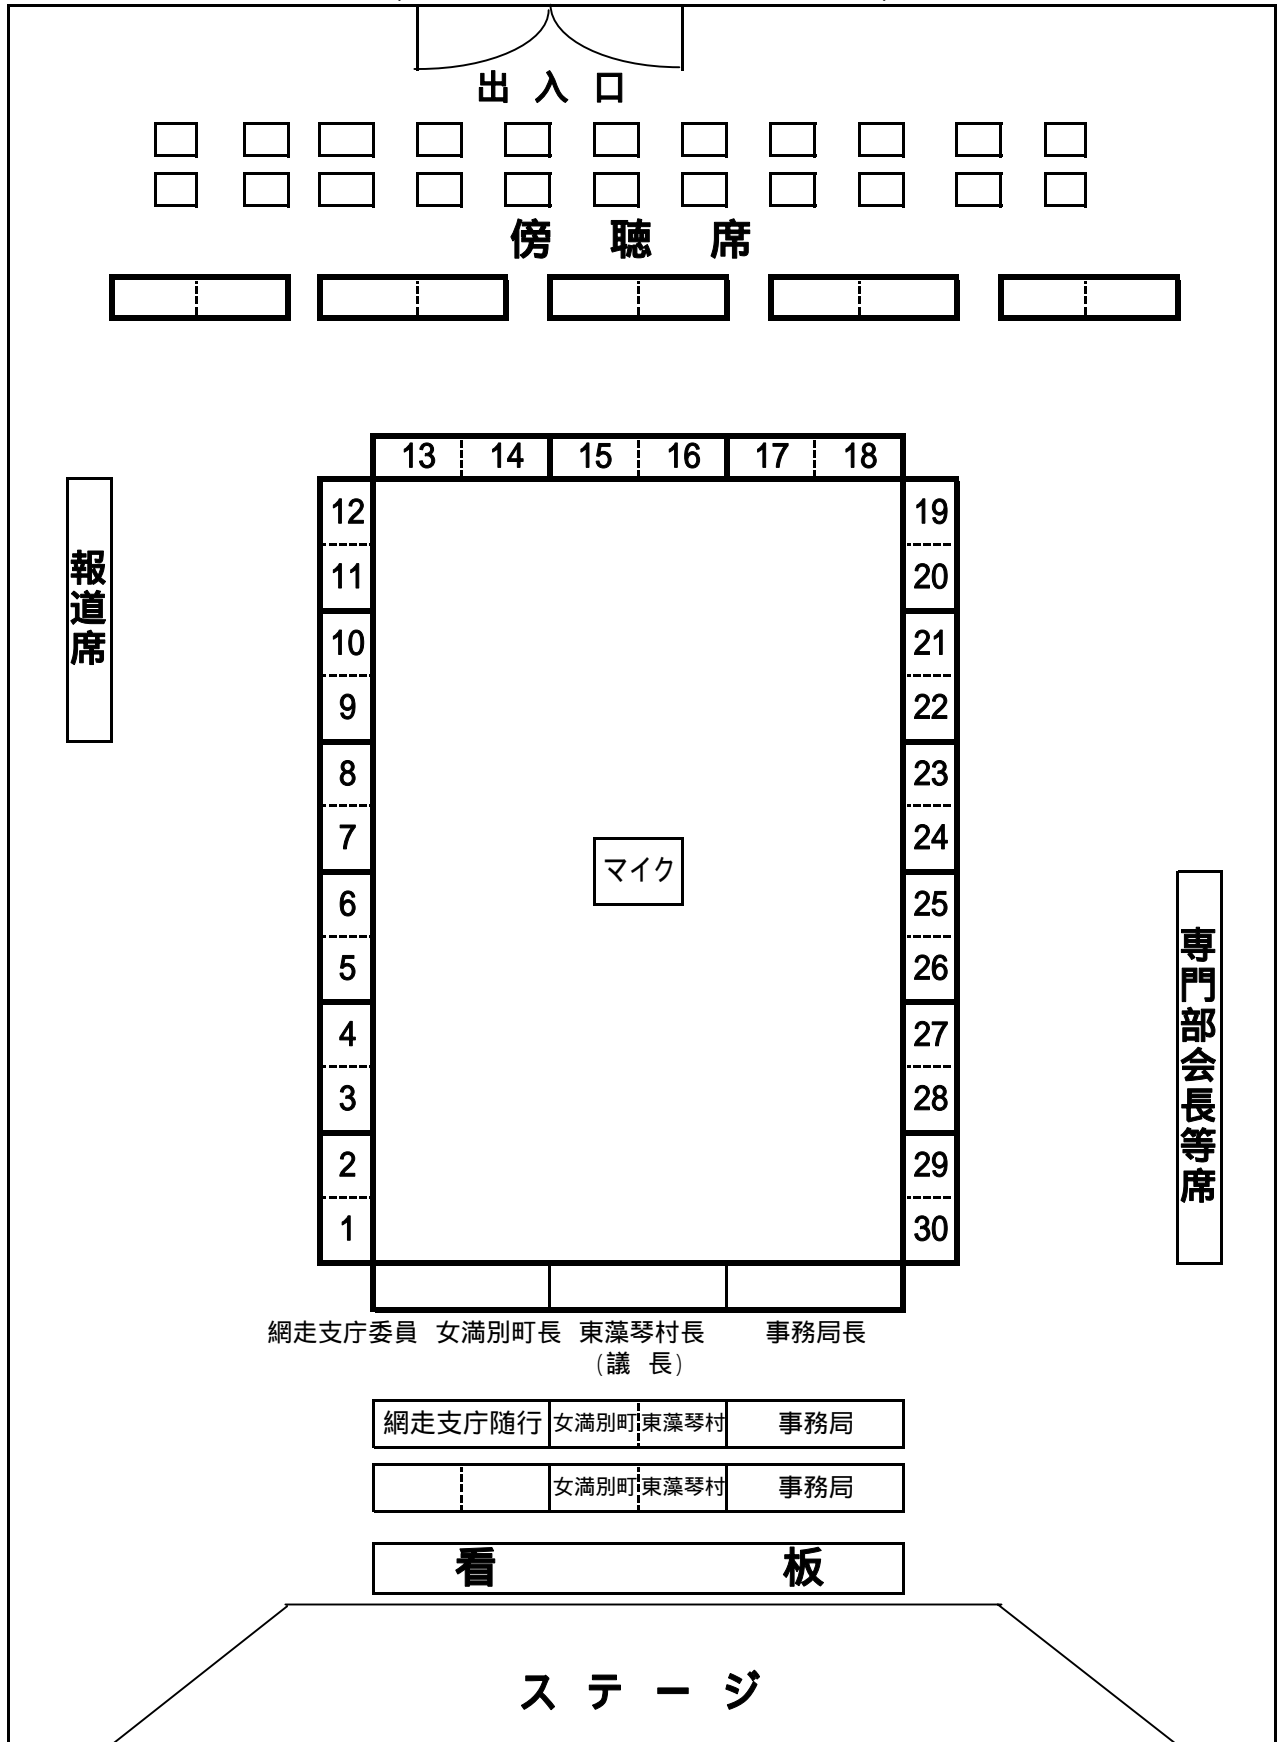 出入口
傍聴席
13 14 15 16 17 18
12 19
11 20
報道席
10 21
9 22
8 23
7 24
マイク
6 25
5 26
専門部会長等席
4 27
3 28
2 29
1 30
網走支庁委員 女満別町長 東藻琴村長 事務局長
(議 長)
網走支庁随行 女満別町 東藻琴村 事務局
女満別町 東藻琴村 事務局
看板
ステージ